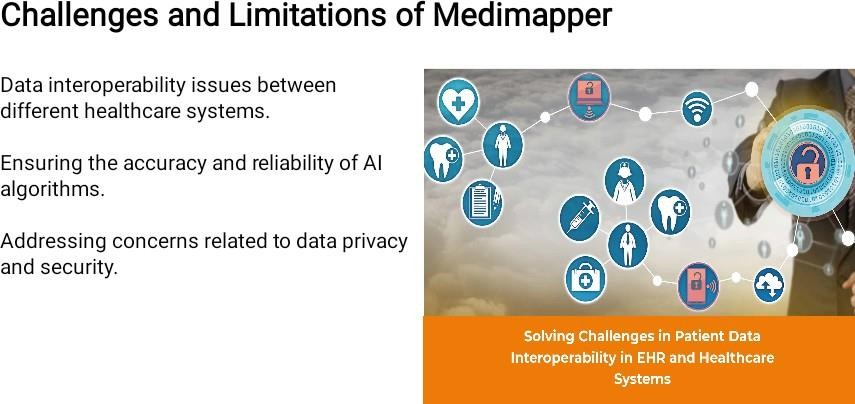 Challenges and Limitations of Medimapper
Data interoperability issues between
different healthcare systems.
Ensuring the accuracy and reliability of AI
algorithms.
Addressing concerns related to data privacy
and security.
Solving Challenges in Patient Data
Interoperability in EHR and Healthcare
Systems